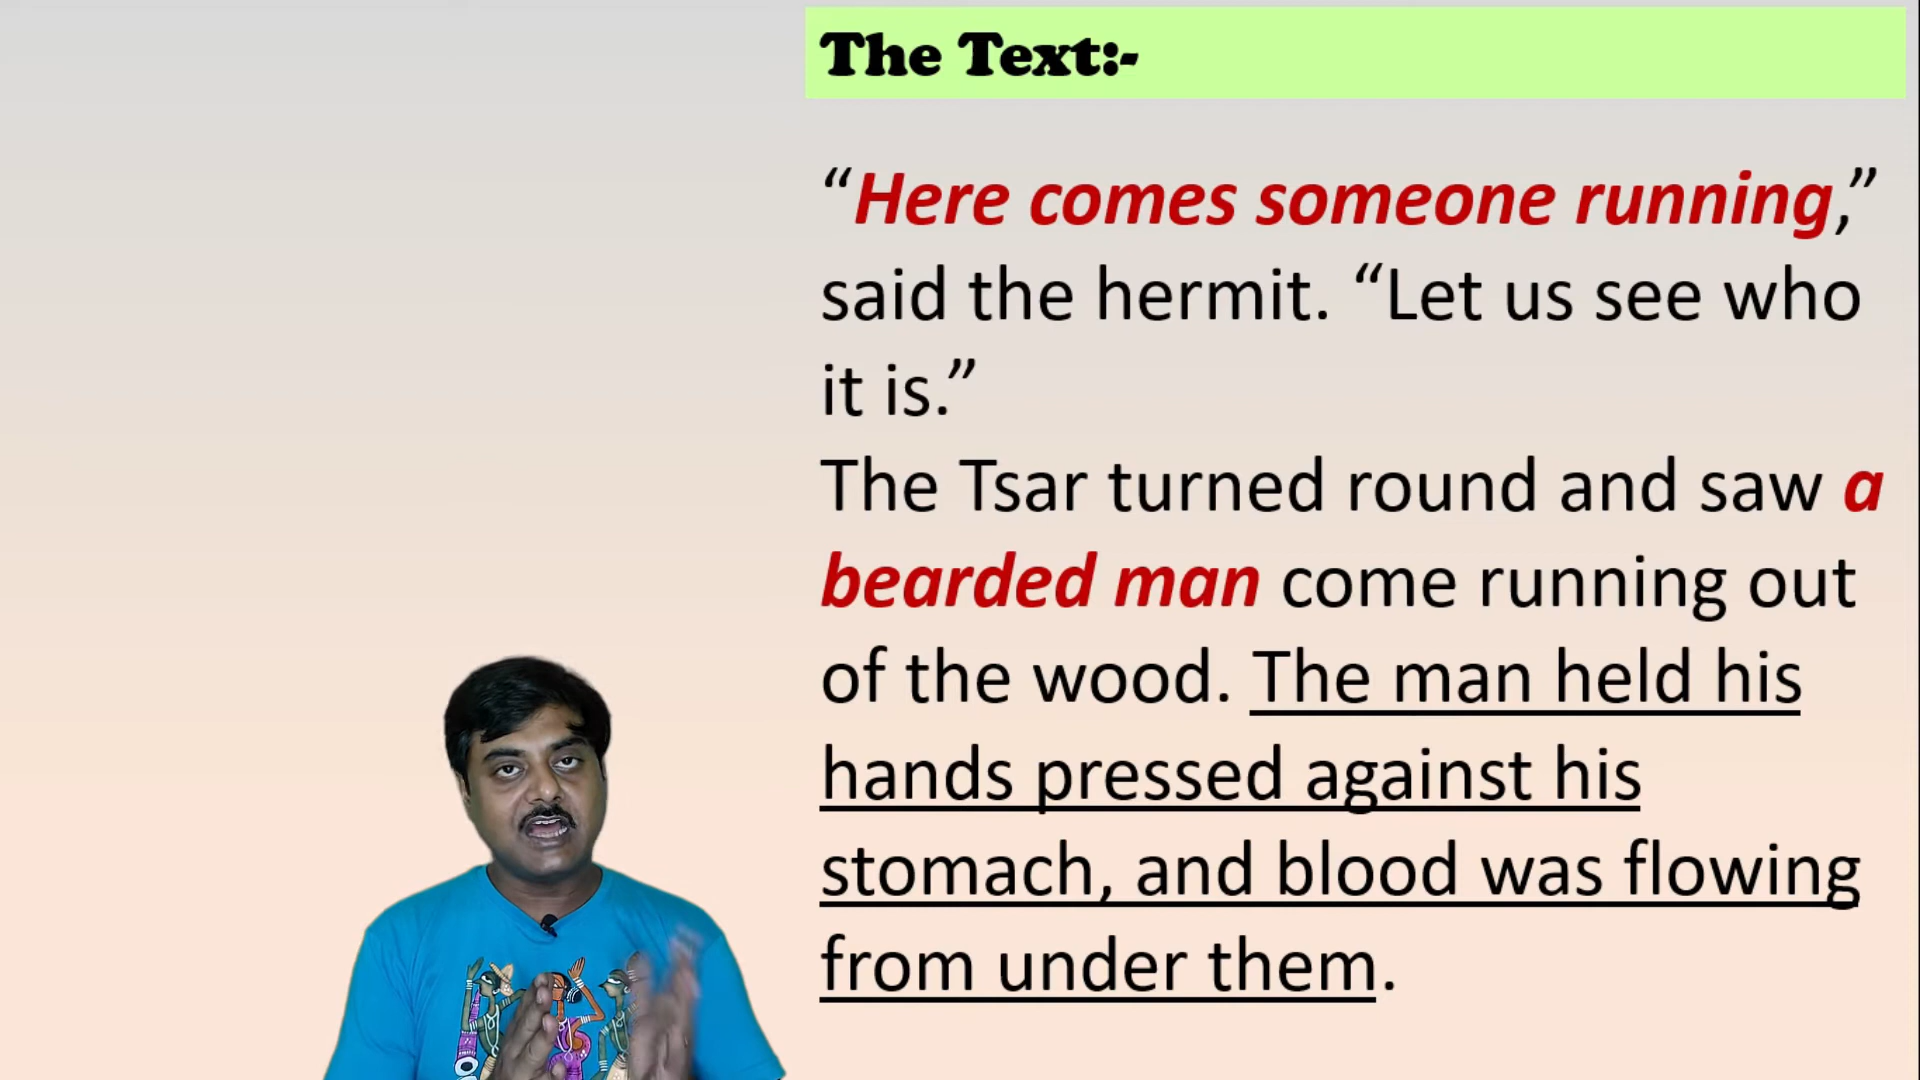 The Text:-
“Here comes someone running,”
said the hermit. “Let us see who
it is.”
The Tsar turned round and saw a
bearded man come running out
of the wood. The man held his
hands pressed against his
stomach, and blood was flowing
from under them.